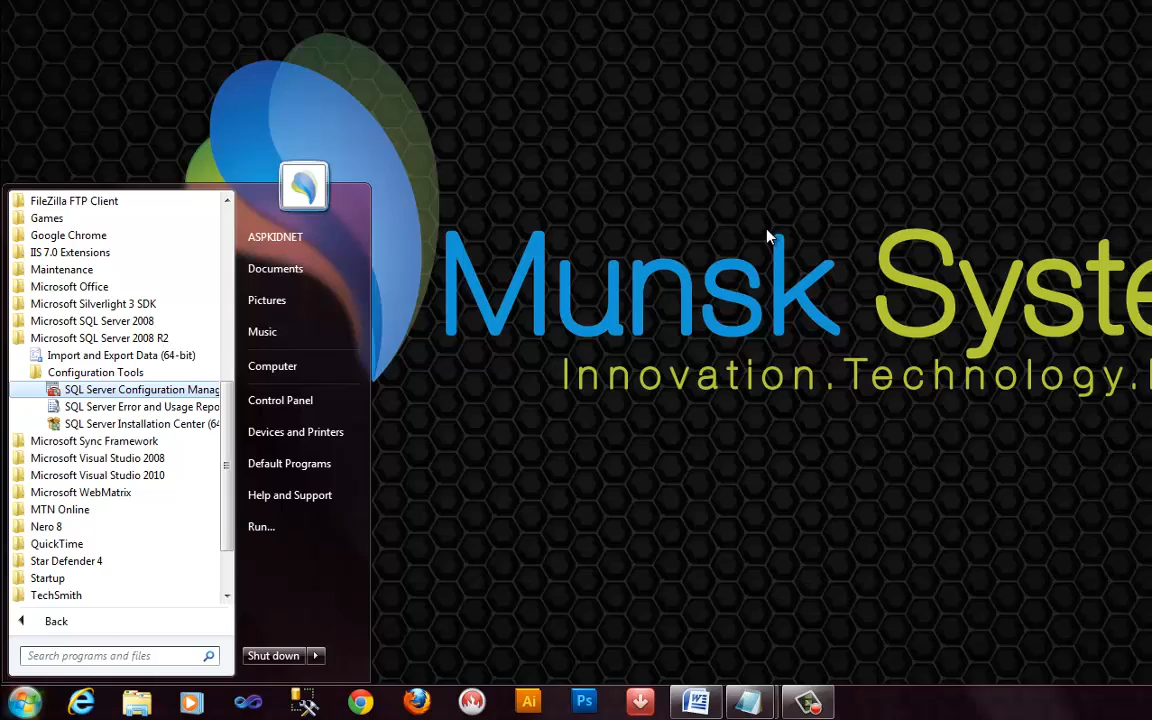 Munsk Syste
Innovation.Technology.
FileZilla FTP Client
Games
Google Chrome
IIS 7.0 Extensions
Maintenance
Microsoft Office
Microsoft Silverlight 3 SDK
Microsoft SQL Server 2008
Microsoft SQL Server 2008 R2
Import and Export Data (64-bit)
Configuration Tools
SQL Server Configuration Manag
SQL Server Error and Usage Repo
SQL Server Installation Center (64
Microsoft Sync Framework
Microsoft Visual Studio 2008
Microsoft Visual Studio 2010
Microsoft WebMatrix
MTN Online
Nero 8
QuickTime
Star Defender 4
Startup
TechSmith
Back
Search programs and files
ASPKIDNET
Documents
Pictures
Music
Computer
Control Panel
Devices and Printers
Default Programs
Help and Support
Run...
Shut down
Ai
Ps